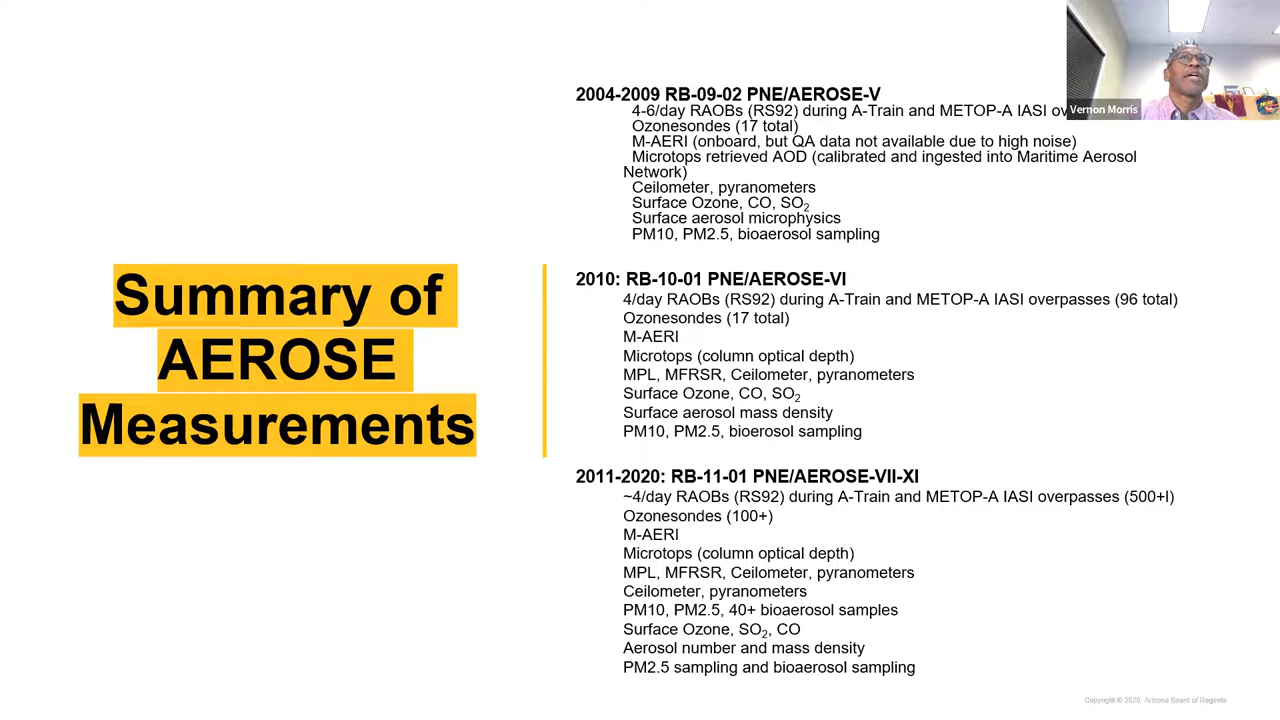 Summary of
AEROSE
Measurements
2004-2009 RB-09-02 PNE/AEROSE-V
4-6/day RAOBs (RS92) during A-Train and METOP-A IASI
Ozonesondes (17 total)
M-AERI (onboard, but QA data not available due to high noise)
Microtops retrieved AOD (calibrated and ingested into Maritime Aerosol
Network)
Ceilometer, pyranometers
Surface Ozone, CO, SO₂
Surface aerosol microphysics
PM10, PM2.5, bioaerosol sampling
2010: RB-10-01 PNE/AEROSE-VI
4/day RAOBs (RS92) during A-Train and METOP-A IASI overpasses (96 total)
Ozonesondes (17 total)
M-AERI
Microtops (column optical depth)
MPL, MFRSR, Ceilometer, pyranometers
Surface Ozone, CO, SO₂
Surface aerosol mass density
PM10, PM2.5, bioerosol sampling
2011-2020: RB-11-01 PNE/AEROSE-VII-XI
~4/day RAOBs (RS92) during A-Train and METOP-A IASI overpasses (500+l)
Ozonesondes (100+)
M-AERI
Microtops (column optical depth)
MPL, MFRSR, Ceilometer, pyranometers
Ceilometer, pyranometers
PM10, PM2.5, 40+ bioaerosol samples
Surface Ozone, SO₂, CO
Aerosol number and mass density
PM2.5 sampling and bioaerosol sampling
Vernon Morris
Copyright © 2020 Arizona Board of Regents